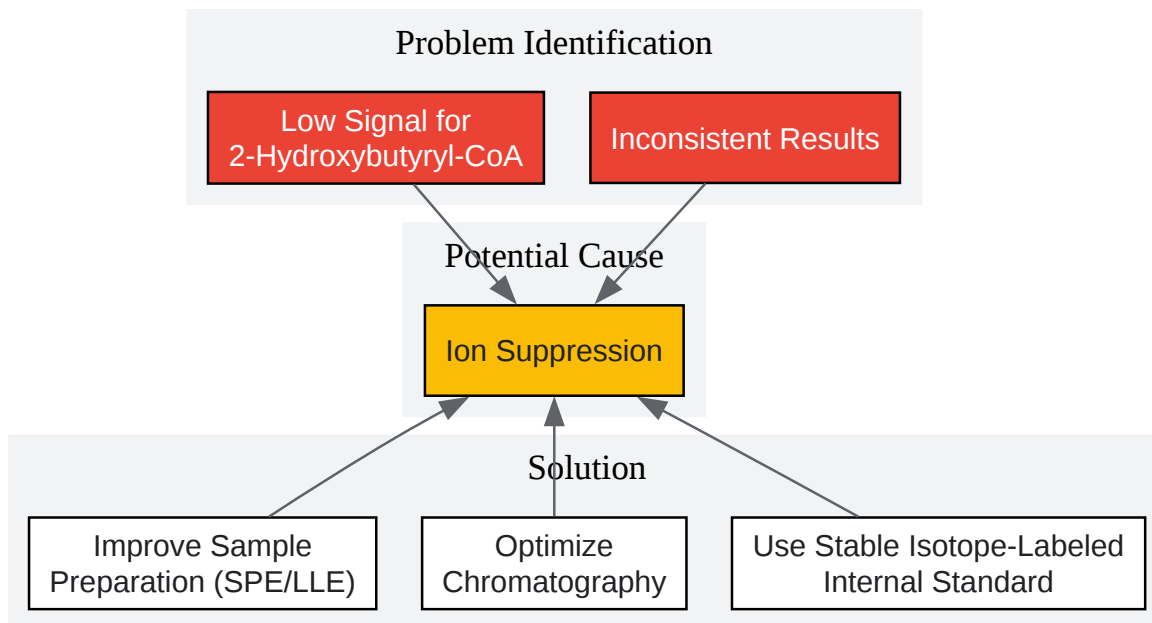 Problem Identification
Low Signal for
2-Hydroxybutyryl-CoA
Inconsistent Results
Potential Cause
Ion Suppression
Solution
Improve Sample
Preparation (SPE/LLE)
Optimize
Chromatography
Use Stable Isotope-Labeled
Internal Standard